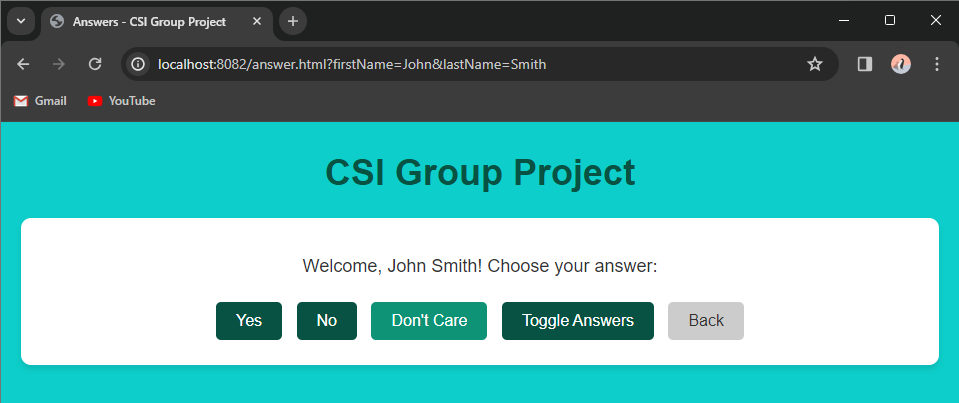 Answers - CSI Group Project
localhost:8082/answer.html?firstName=John&lastName=Smith
Gmail YouTube
CSI Group Project
Welcome, John Smith! Choose your answer:
Yes No Don't Care Toggle Answers Back